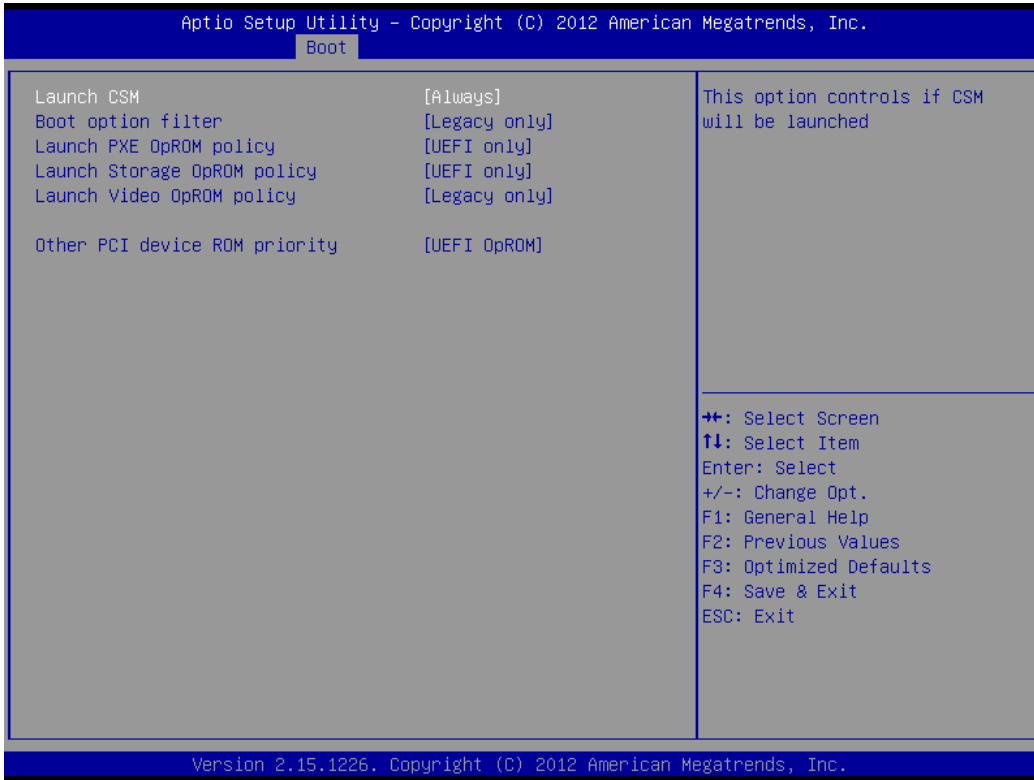 Aptio Setup Utility – Copyright (C) 2012 American Megatrends, Inc.
Boot
Launch CSM [Always]
Boot option filter [Legacy only]
Launch PXE OpROM policy [UEFI only]
Launch Storage OpROM policy [UEFI only]
Launch Video OpROM policy [Legacy only]
Other PCI device ROM priority [UEFI OpROM]
This option controls if CSM
will be launched
→←: Select Screen
↑↓: Select Item
Enter: Select
+/-: Change Opt.
F1: General Help
F2: Previous Values
F3: Optimized Defaults
F4: Save & Exit
ESC: Exit
Version 2.15.1226. Copyright (C) 2012 American Megatrends, Inc.